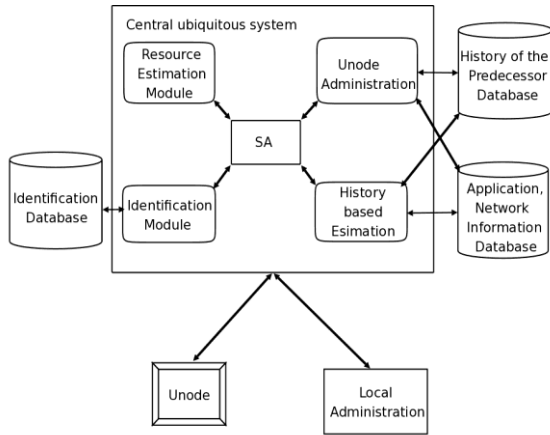 Central ubiquitous system
Resource
Estimation
Module
Unode
Administration
History of the
Predecessor
Database
SA
Identification
Database
Identification
Module
History
based
Esimation
Application,
Network
Information
Database
Unode
Local
Administration